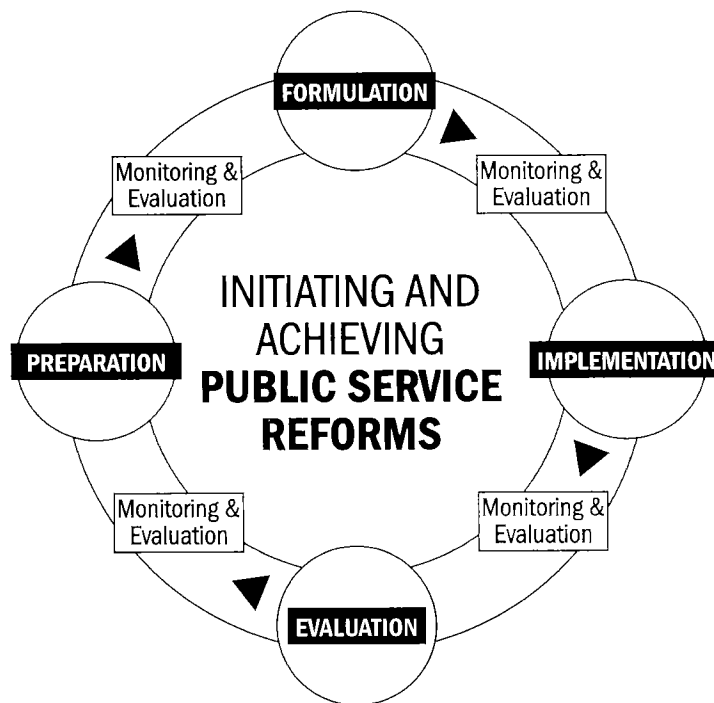 FORMULATION
Monitoring &
Evaluation
Monitoring &
Evaluation
INITIATING AND
ACHIEVING
PUBLIC SERVICE
REFORMS
PREPARATION
IMPLEMENTATION
Monitoring &
Evaluation
Monitoring &
Evaluation
EVALUATION